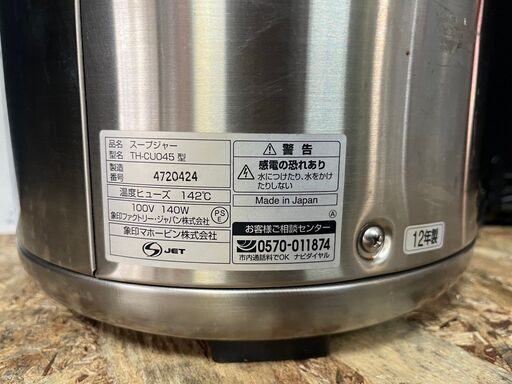 品名 スープジャー
型名 TH-CU045 型
製造番号 4720424
温度ヒューズ 142℃
100V 140W
象印ファクトリー・ジャパン株式会社
PS
E
象印マホービン株式会社
S JET
⚠ 警告
感電の恐れあり
水につけたり、水をかけ
たりしない
Made in Japan
Ⓐ
お客様ご相談センター
0570-011874
市内通話料でOK ナビダイヤル
12年製